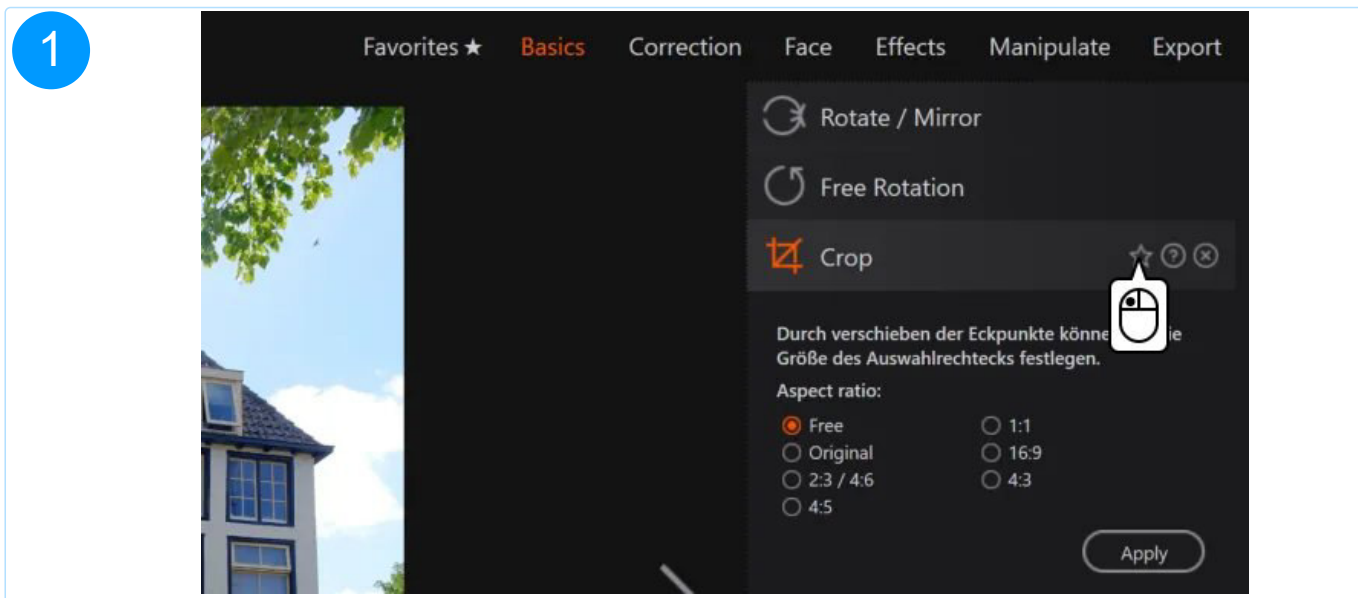 1
Favorites ★ Basics Correction Face Effects Manipulate Export
Rotate / Mirror
Free Rotation
Crop
Durch verschieben der Eckpunkte könne ie
Größe des Auswahlrechtecks festlegen.
Aspect ratio:
Free 1:1
Original 16:9
2:3 / 4:6 4:3
4:5
Apply